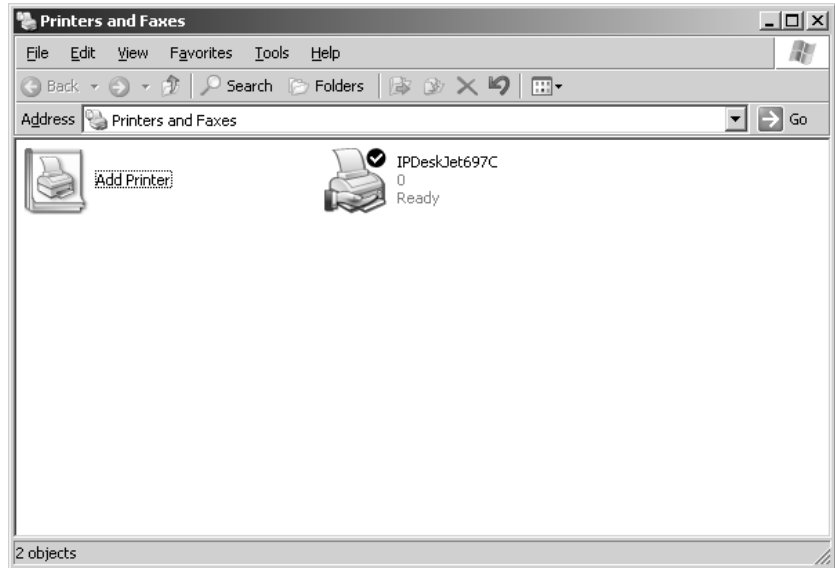 Printers and Faxes
File Edit View Favorites Tools Help
Back Search Folders
Address Printers and Faxes Go
Add Printer
IPDeskJet697C
0
Ready
2 objects